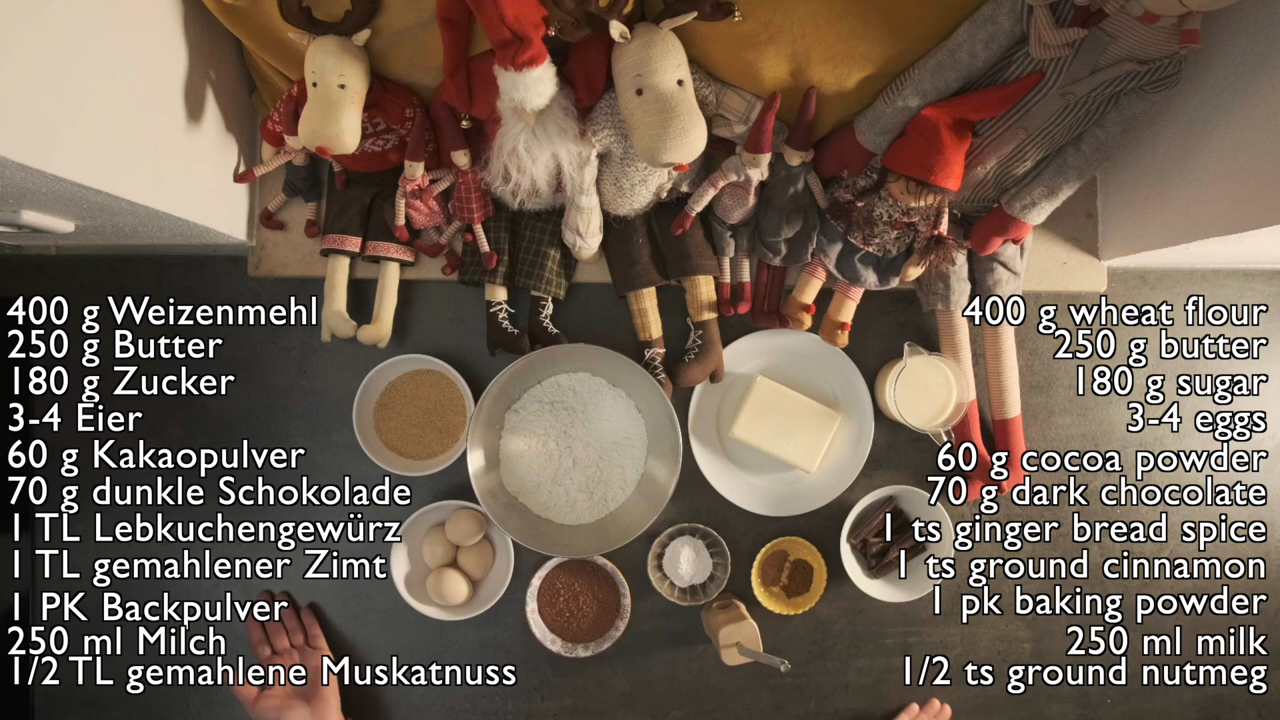 400 g Weizenmehl
250 g Butter
180 g Zucker
3-4 Eier
60 g Kakaopulver
70 g dunkle Schokolade
1 TL Lebkuchengewürz
1 TL gemahlener Zimt
1 PK Backpulver
250 ml Milch
1/2 TL gemahlene Muskatnuss
400 g wheat flour
250 g butter
180 g sugar
3-4 eggs
60 g cocoa powder
70 g dark chocolate
1 ts ginger bread spice
1 ts ground cinnamon
1 pk baking powder
250 ml milk
1/2 ts ground nutmeg